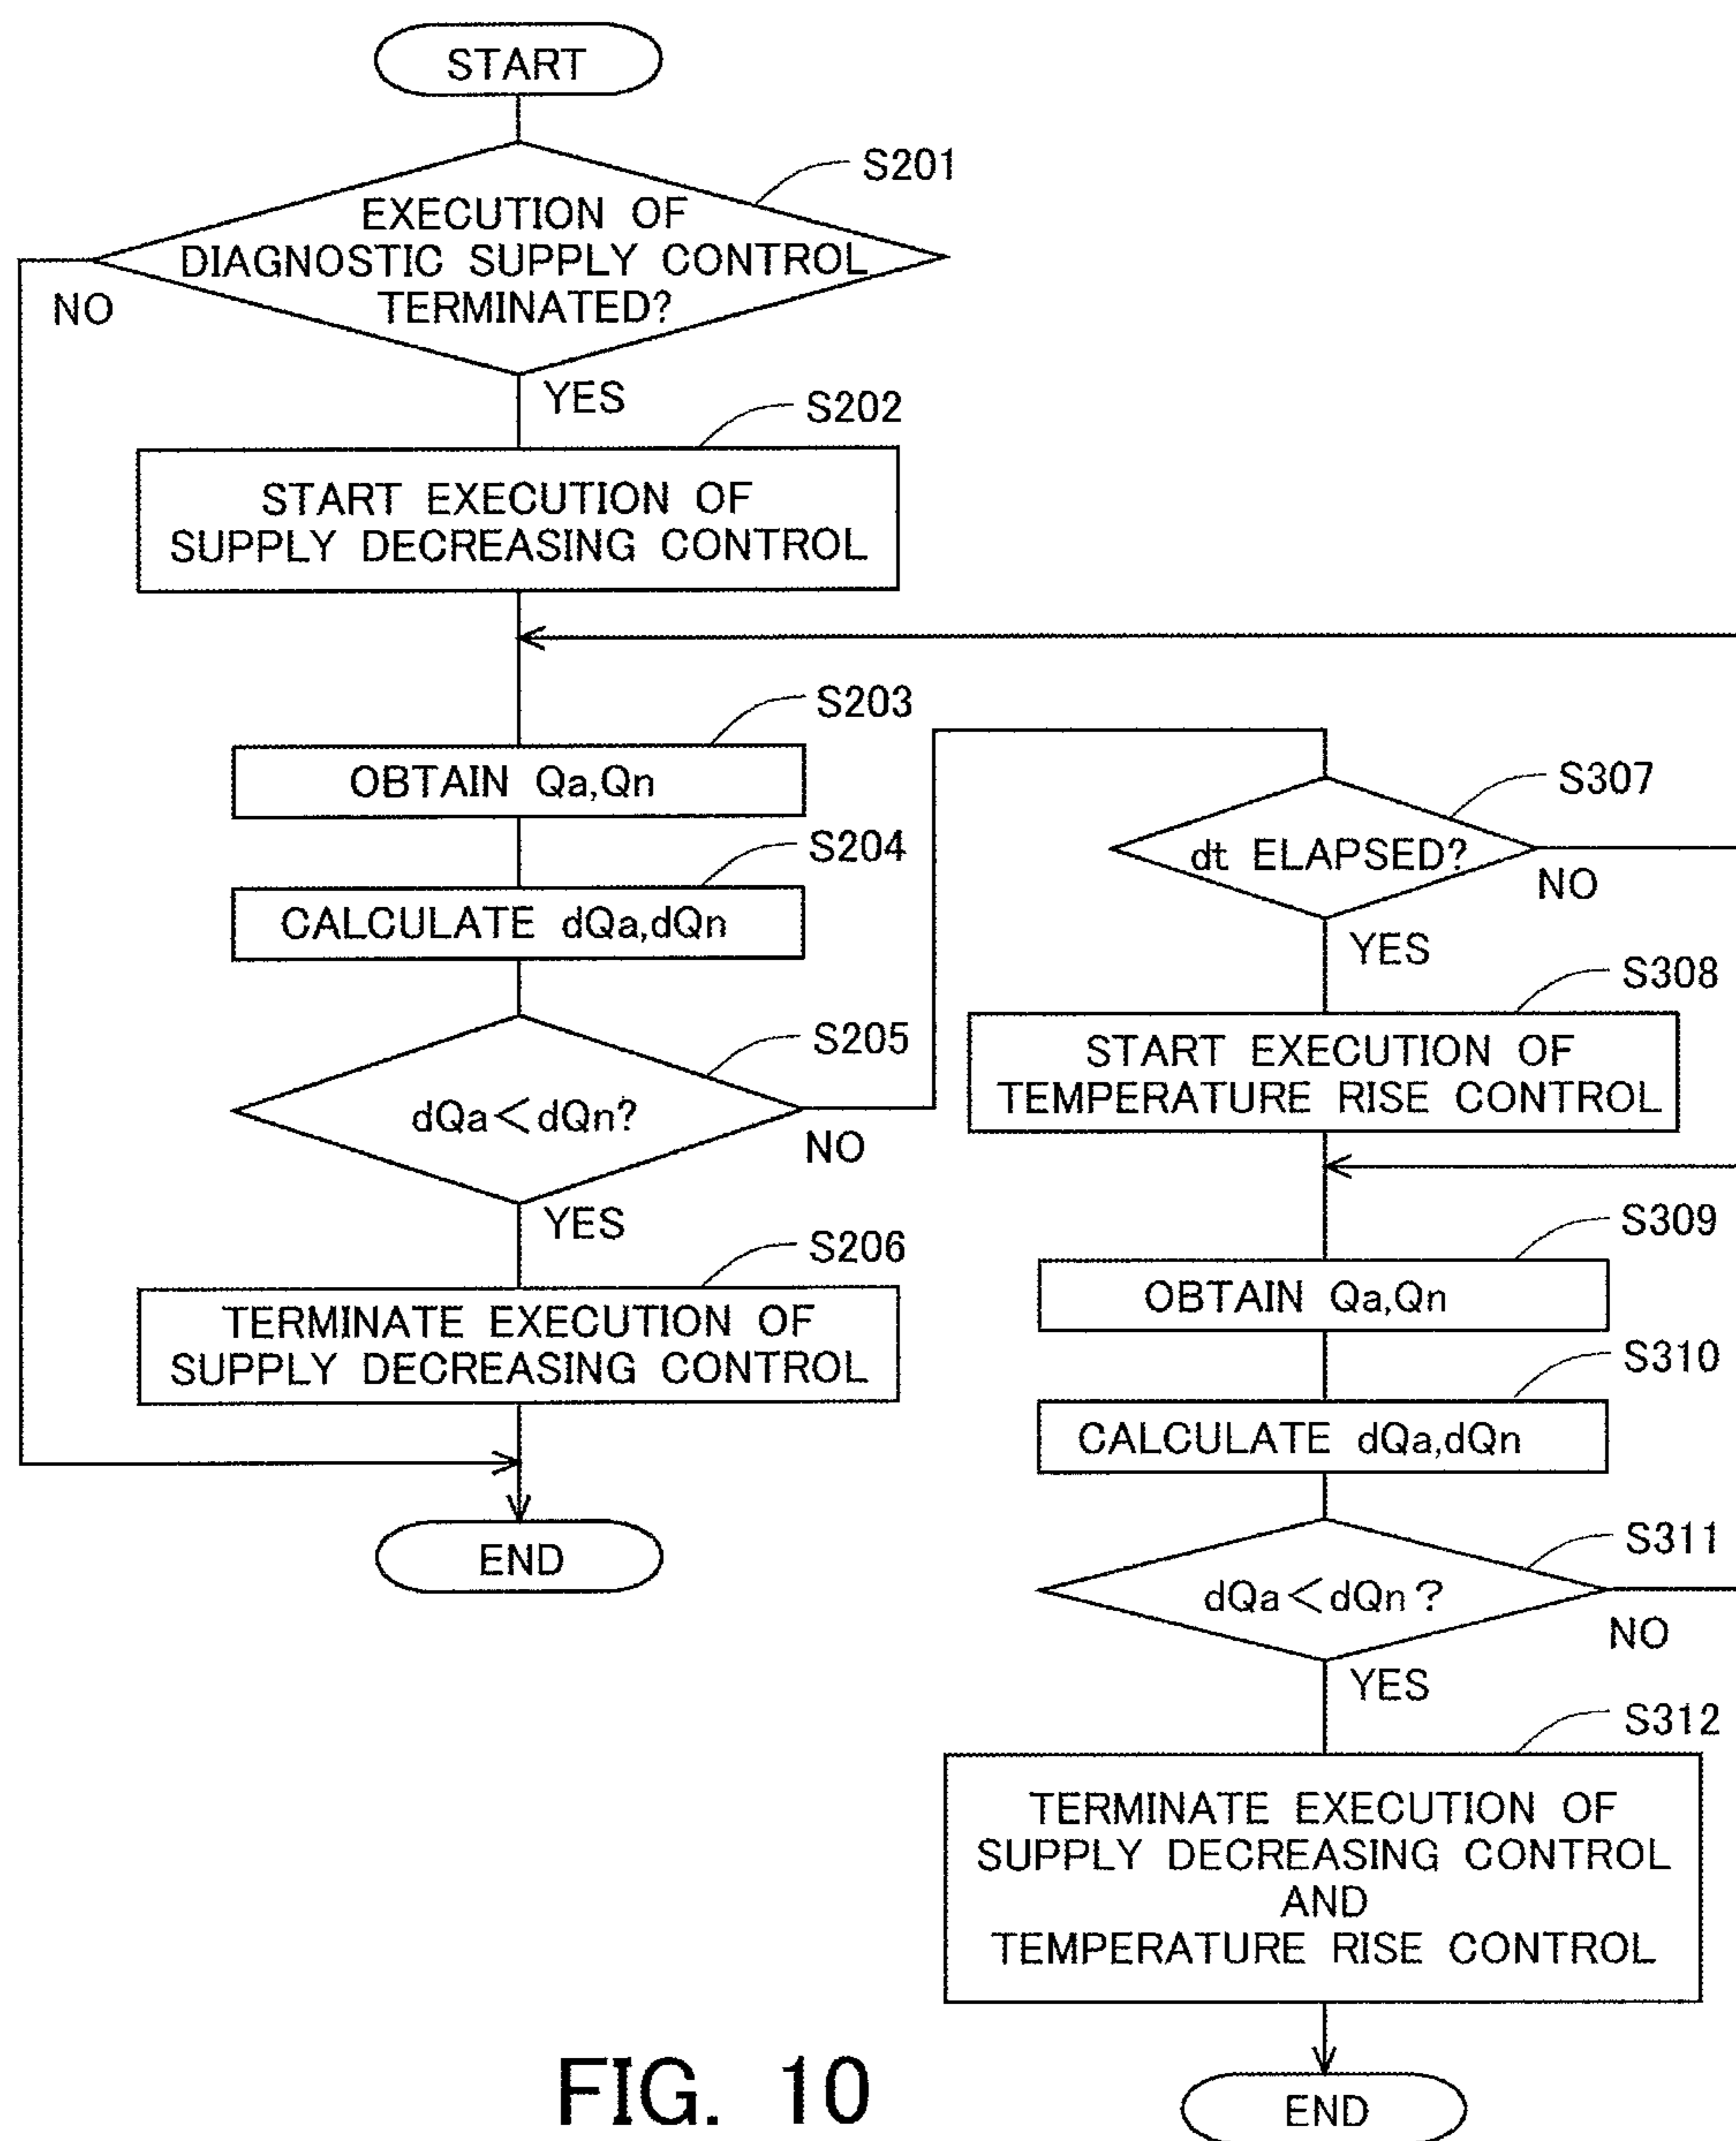 START
S201
EXECUTION OF
DIAGNOSTIC SUPPLY CONTROL
TERMINATED?
NO
YES
S202
START EXECUTION OF
SUPPLY DECREASING CONTROL
S203
OBTAIN Qa,Qn
S204
CALCULATE dQa,dQn
S205
dQa<dQn?
NO
YES
S206
TERMINATE EXECUTION OF
SUPPLY DECREASING CONTROL
END
S307
dt ELAPSED?
NO
YES
S308
START EXECUTION OF
TEMPERATURE RISE CONTROL
S309
OBTAIN Qa,Qn
S310
CALCULATE dQa,dQn
S311
dQa<dQn?
NO
YES
S312
TERMINATE EXECUTION OF
SUPPLY DECREASING CONTROL
AND
TEMPERATURE RISE CONTROL
END
FIG. 10